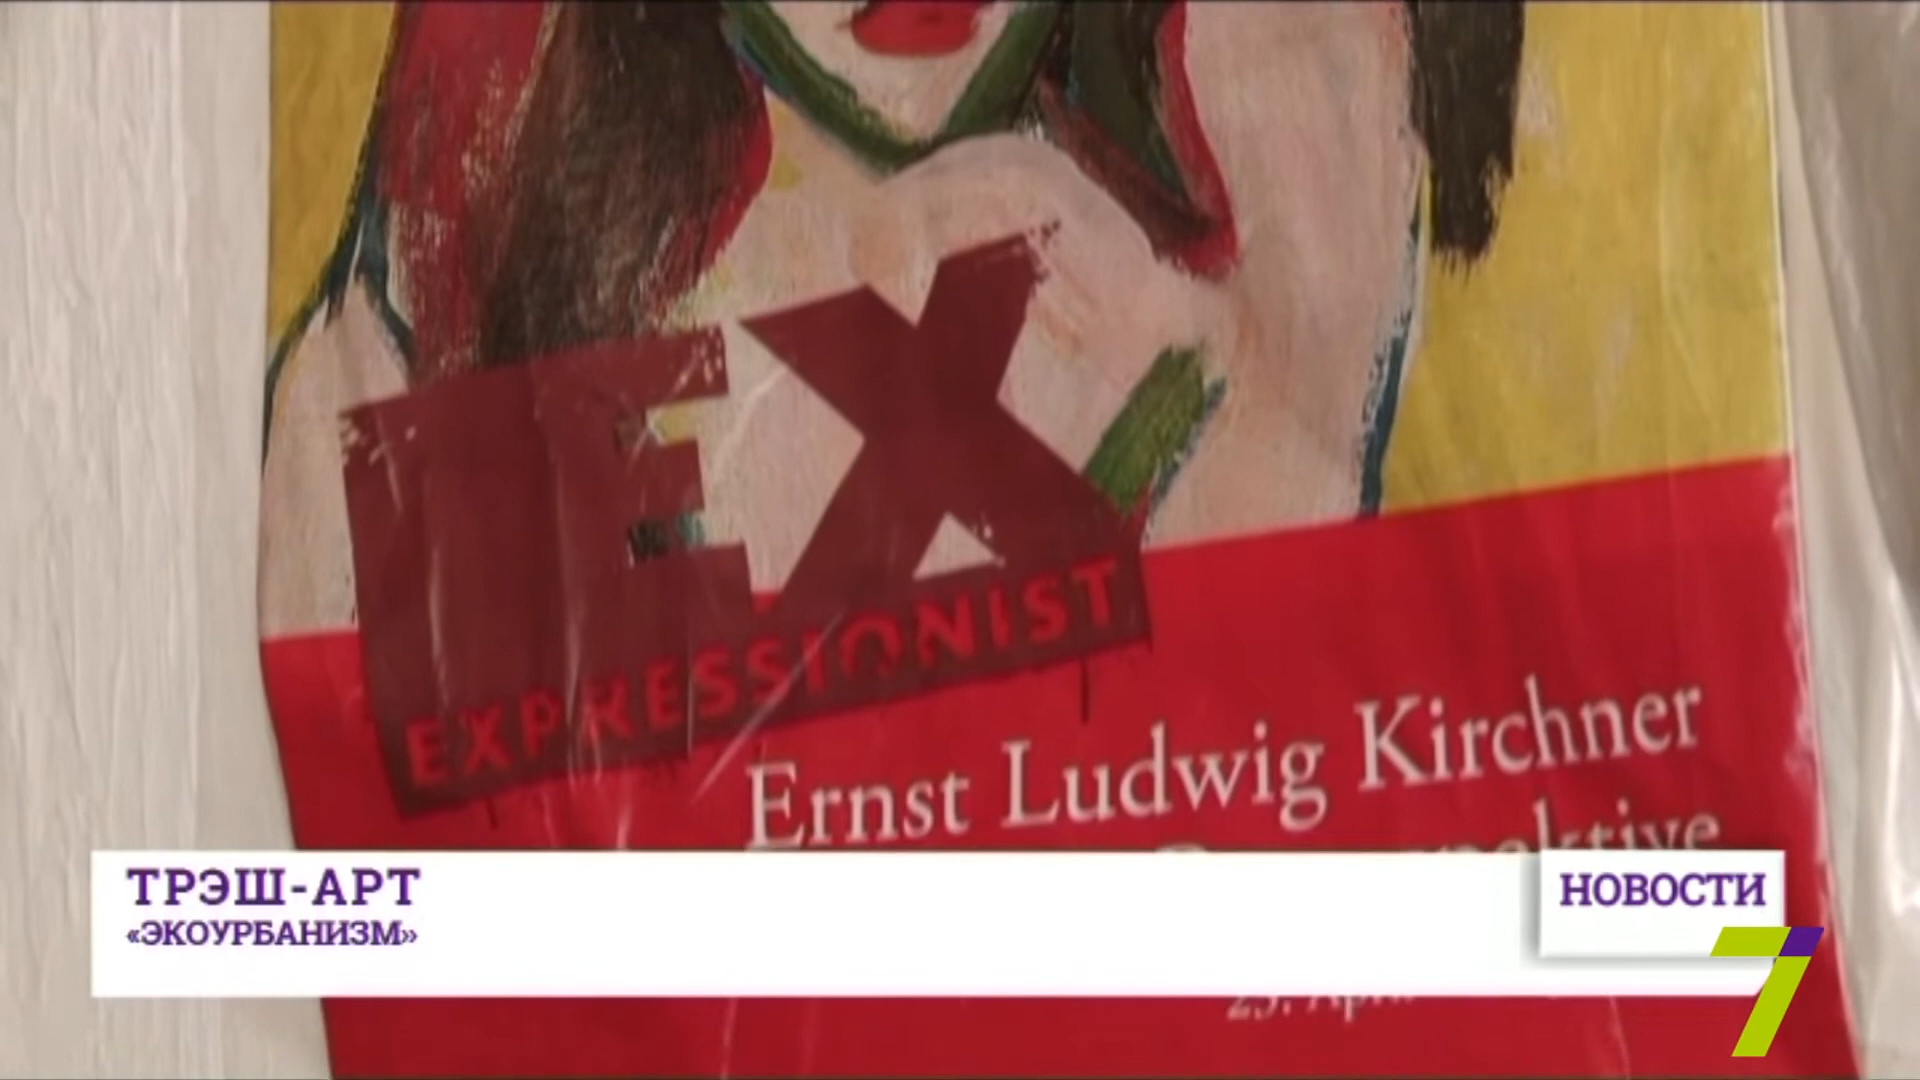 EX
EXPRESSIONIST
Ernst Ludwig Kirchner
ТРЭШ-АРТ
«ЭКОУРБАНИЗМ»
НОВОСТИ
7